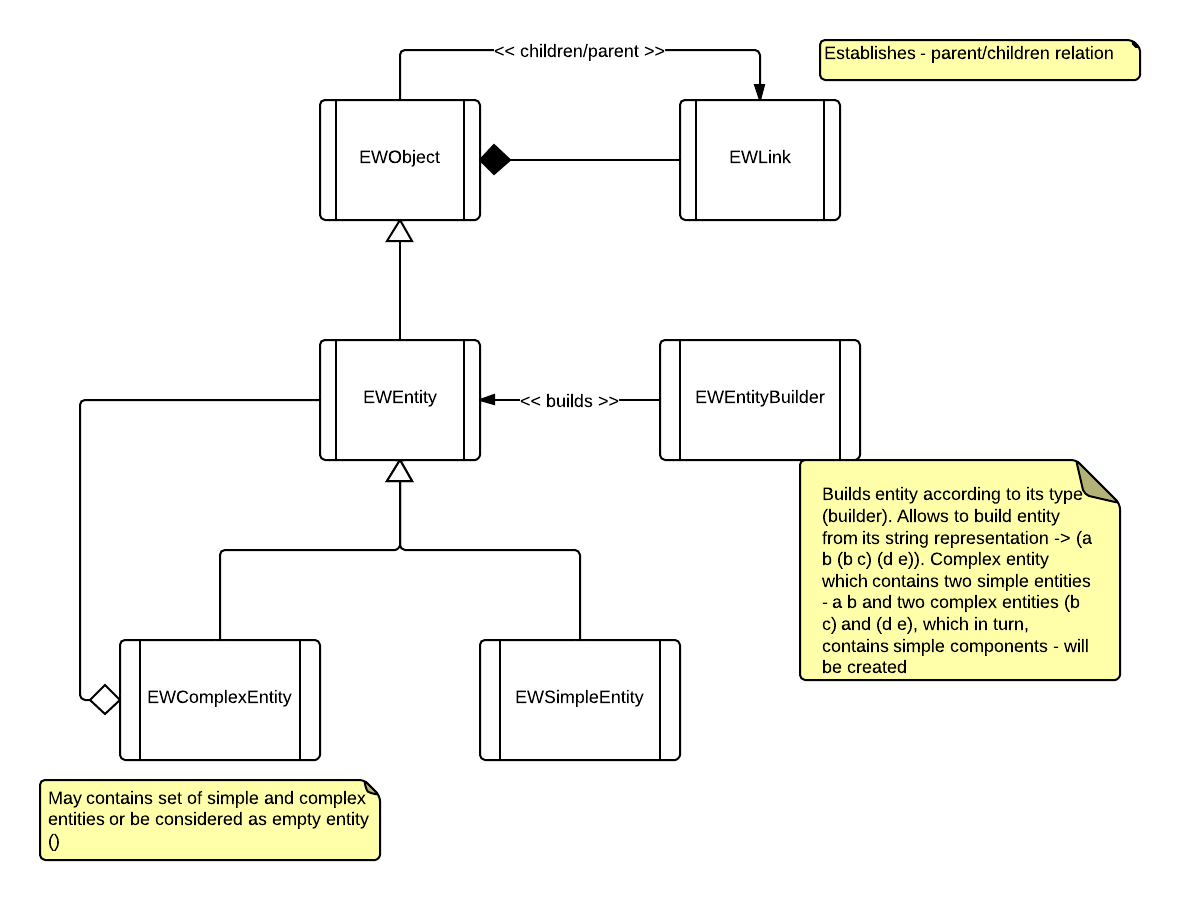 << children/parent >>
Establishes - parent/children relation
EWObject
EWLink
EWEntity
<< builds >>
EWEntityBuilder
Builds entity according to its type
(builder). Allows to build entity
from its string representation -> (a
b (b c) (d e)). Complex entity
which contains two simple entities
- a b and two complex entities (b
c) and (d e), which in turn,
contains simple components - will
be created
EWComplexEntity
EWSimpleEntity
May contains set of simple and complex
entities or be considered as empty entity
()